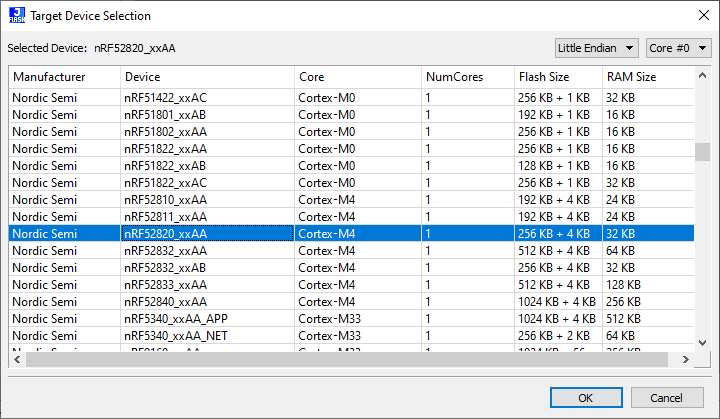 J FLASH Target Device Selection
Selected Device: nRF52820_xxAA Little Endian Core #0
Manufacturer Device Core NumCores Flash Size RAM Size
Nordic Semi nRF51422_xxAC Cortex-M0 1 256 KB + 1 KB 32 KB
Nordic Semi nRF51801_xxAB Cortex-M0 1 192 KB + 1 KB 16 KB
Nordic Semi nRF51802_xxAA Cortex-M0 1 256 KB + 1 KB 16 KB
Nordic Semi nRF51822_xxAA Cortex-M0 1 256 KB + 1 KB 16 KB
Nordic Semi nRF51822_xxAB Cortex-M0 1 128 KB + 1 KB 16 KB
Nordic Semi nRF51822_xxAC Cortex-M0 1 256 KB + 1 KB 32 KB
Nordic Semi nRF52810_xxAA Cortex-M4 1 192 KB + 4 KB 24 KB
Nordic Semi nRF52811_xxAA Cortex-M4 1 192 KB + 4 KB 24 KB
Nordic Semi nRF52820_xxAA Cortex-M4 1 256 KB + 4 KB 32 KB
Nordic Semi nRF52832_xxAA Cortex-M4 1 512 KB + 4 KB 64 KB
Nordic Semi nRF52832_xxAB Cortex-M4 1 256 KB + 4 KB 32 KB
Nordic Semi nRF52833_xxAA Cortex-M4 1 512 KB + 4 KB 128 KB
Nordic Semi nRF52840_xxAA Cortex-M4 1 1024 KB + 4 KB 256 KB
Nordic Semi nRF5340_xxAA_APP Cortex-M33 1 1024 KB + 4 KB 512 KB
Nordic Semi nRF5340_xxAA_NET Cortex-M33 1 256 KB + 2 KB 64 KB
Nordic Semi Cortex-M33 1
OK Cancel